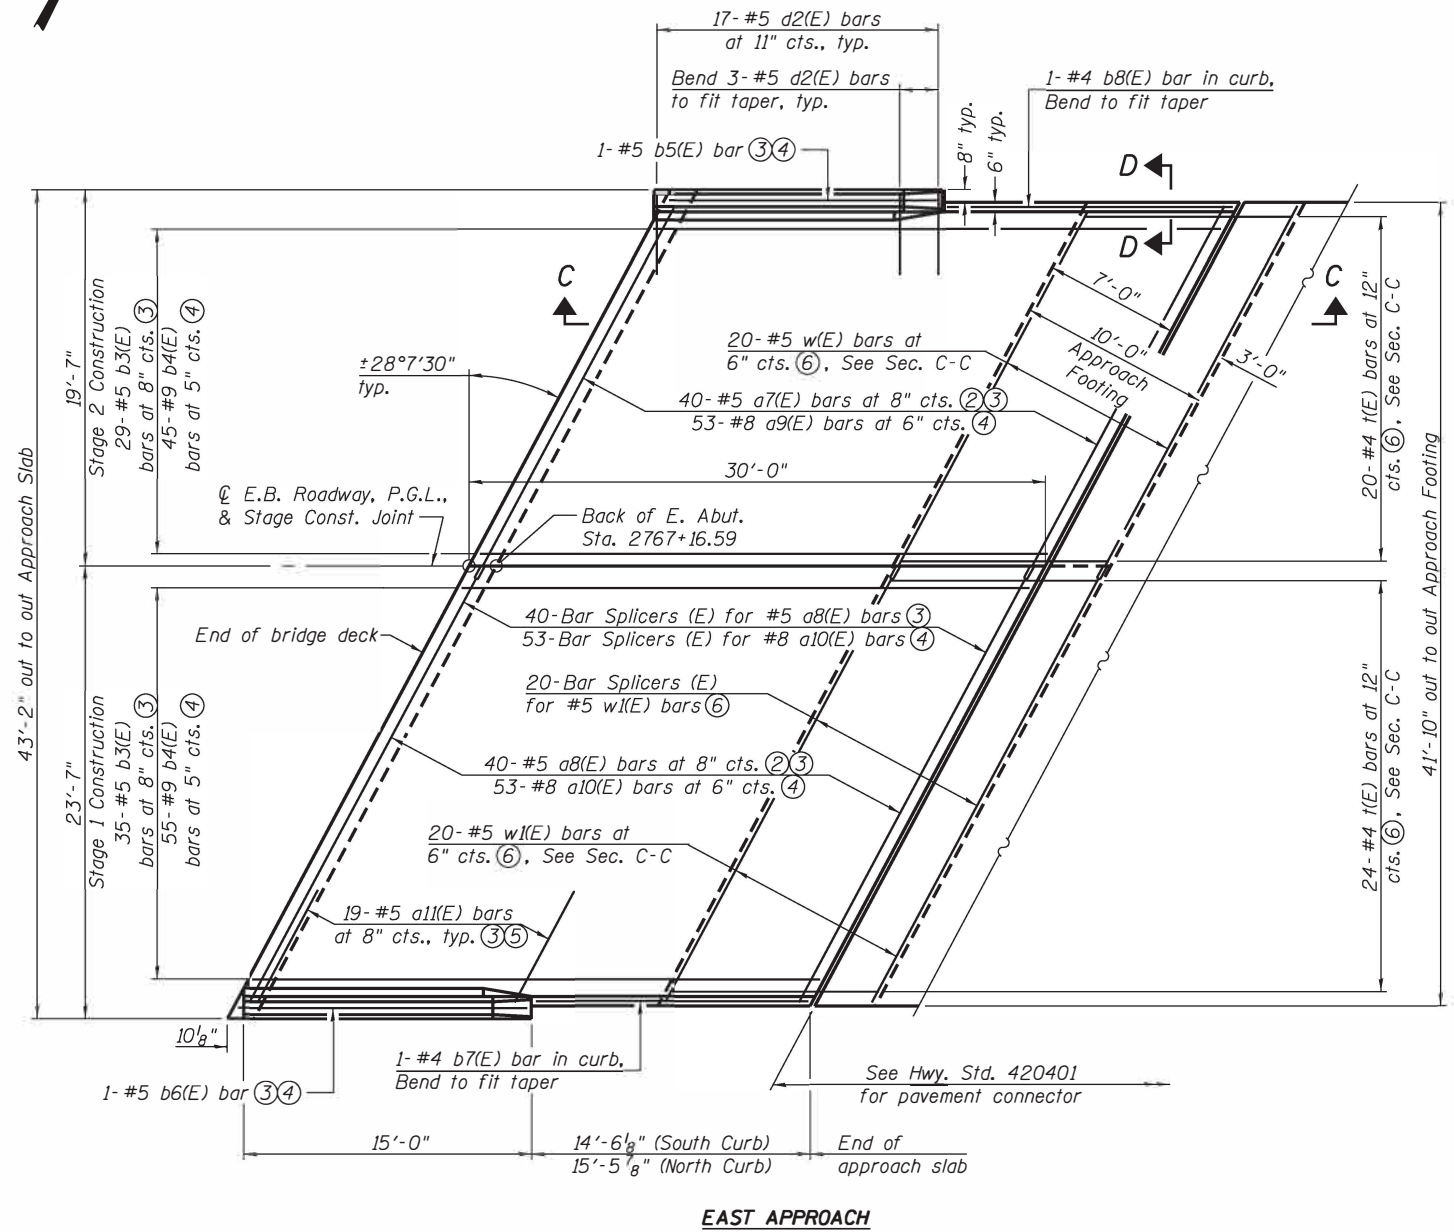 17-#5 d2(E) bars
at 11" cts., typ.
Bend 3-#5 d2(E) bars
to fit taper, typ.
1-#4 b8(E) bar in curb,
Bend to fit taper
1-#5 b5(E) bar ③④
8" typ.
6" typ.
D
D
C
C
43'-2" out to out Approach Slab
19'-7"
Stage 2 Construction
29-#5 b3(E)
bars at 8" cts. ③
45-#9 b4(E)
bars at 5" cts. ④
±28°7'30"
typ.
7'-0"
10'-0"
Approach
Footing
3'-0"
20-#5 w(E) bars at
6" cts. ⑥, See Sec. C-C
40-#5 a7(E) bars at 8" cts. ②③
53-#8 a9(E) bars at 6" cts. ④
30'-0"
20-#4 t(E) bars at 12"
cts. ⑥, See Sec. C-C
41'-10" out to out Approach Footing
℄ E.B. Roadway, P.G.L.,
& Stage Const. Joint
Back of E. Abut.
Sta. 2767+16.59
End of bridge deck
40-Bar Splicers (E) for #5 a8(E) bars ③
53-Bar Splicers (E) for #8 a10(E) bars ④
20-Bar Splicers (E)
for #5 w1(E) bars ⑥
23'-7"
Stage 1 Construction
35-#5 b3(E)
bars at 8" cts. ③
55-#9 b4(E)
bars at 5" cts. ④
40-#5 a8(E) bars at 8" cts. ②③
53-#8 a10(E) bars at 6" cts. ④
20-#5 w1(E) bars at
6" cts. ⑥, See Sec. C-C
24-#4 t(E) bars at 12"
cts. ⑥, See Sec. C-C
19-#5 a11(E) bars
at 8" cts., typ. ③⑤
10 1/8"
1-#5 b6(E) bar ③④
1-#4 b7(E) bar in curb,
Bend to fit taper
See Hwy. Std. 420401
for pavement connector
15'-0"
14'-6 1/8" (South Curb)
15'-5 7/8" (North Curb)
End of
approach slab
EAST APPROACH